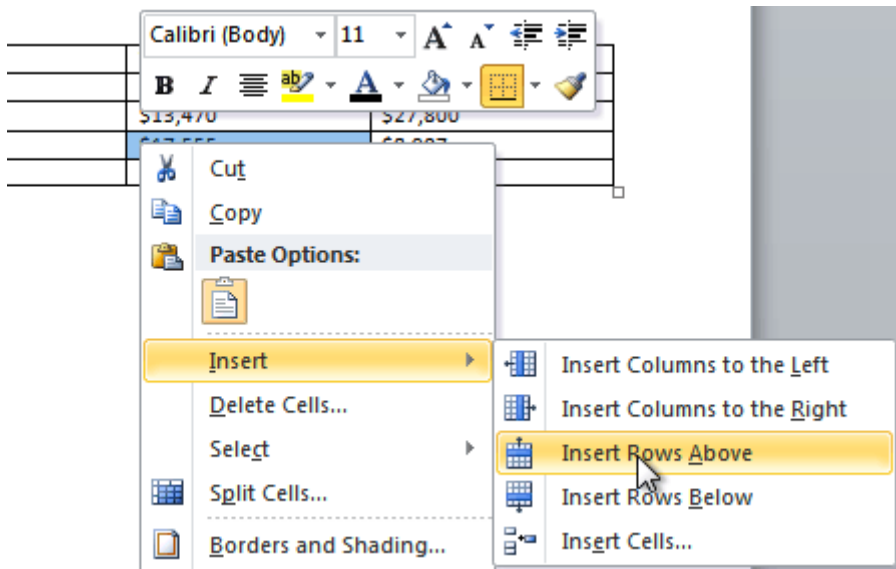 Calibri (Body) 11 A A
B I ab A
$13,470 $27,800
Cut
Copy
Paste Options:
Insert
Delete Cells...
Select
Split Cells...
Borders and Shading...
Insert Columns to the Left
Insert Columns to the Right
Insert Rows Above
Insert Rows Below
Insert Cells...